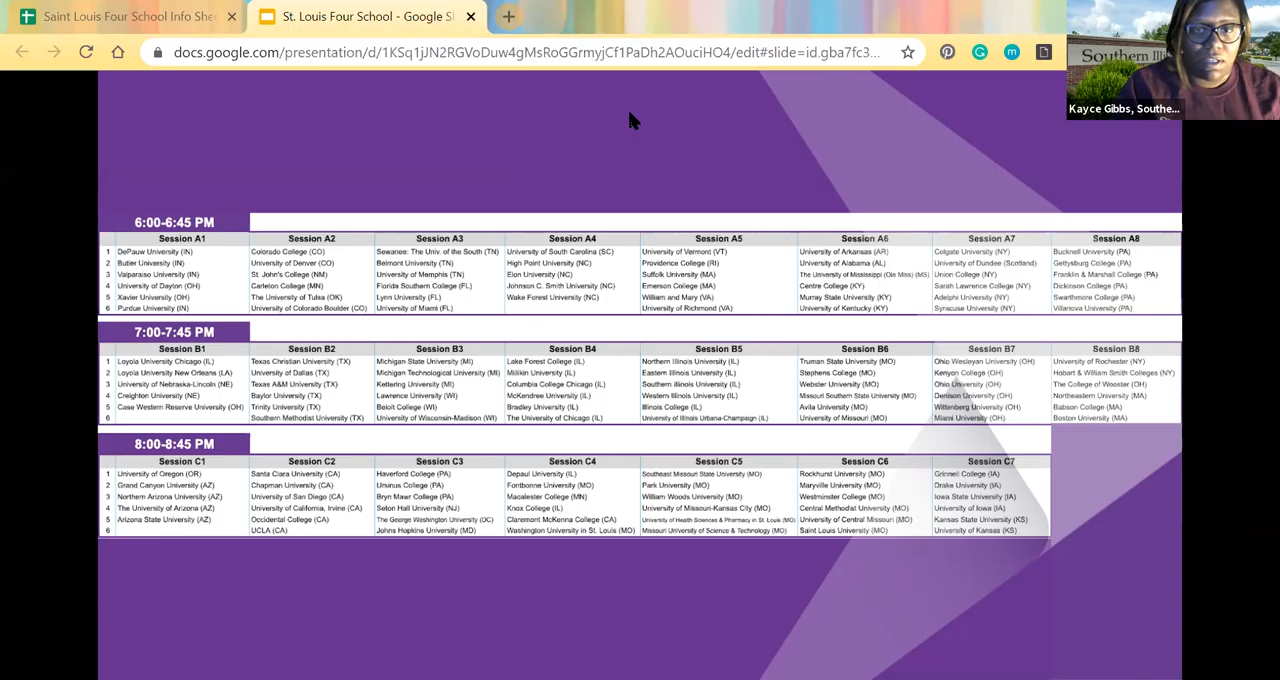 Saint Louis Four School Info She
St. Louis Four School - Google Sl
docs.google.com/presentation/d/1KSq1jJN2RGVoDuw4gMsRoGGrmyjCf1PaDh2AOuciHO4/edit#slide=id.gba7fc3...
Southern Illi
Kayce Gibbs, Southe...
6:00-6:45 PM
Session A1 Session A2 Session A3 Session A4 Session A5 Session A6 Session A7 Session A8
1 DePauw University (IN) Colorado College (CO) Sewanee: The Univ. of the South (TN) University of South Carolina (SC) University of Vermont (VT) University of Arkansas (AR) Colgate University (NY) Bucknell University (PA)
2 Butler University (IN) University of Denver (CO) Belmont University (TN) High Point University (NC) Providence College (RI) University of Alabama (AL) University of Dundee (Scotland) Gettysburg College (PA)
3 Valparaiso University (IN) St. John's College (NM) University of Memphis (TN) Elon University (NC) Suffolk University (MA) The University of Mississippi (Ole Miss) (MS) Union College (NY) Franklin & Marshall College (PA)
4 University of Dayton (OH) Carleton College (MN) Florida Southern College (FL) Johnson C. Smith University (NC) Emerson College (MA) Centre College (KY) Sarah Lawrence College (NY) Dickinson College (PA)
5 Xavier University (OH) The University of Tulsa (OK) Lynn University (FL) Wake Forest University (NC) William and Mary (VA) Murray State University (KY) Adelphi University (NY) Swarthmore College (PA)
6 Purdue University (IN) University of Colorado Boulder (CO) University of Miami (FL) University of Richmond (VA) University of Kentucky (KY) Syracuse University (NY) Villanova University (PA)
7:00-7:45 PM
Session B1 Session B2 Session B3 Session B4 Session B5 Session B6 Session B7 Session B8
1 Loyola University Chicago (IL) Texas Christian University (TX) Michigan State University (MI) Lake Forest College (IL) Northern Illinois University (IL) Truman State University (MO) Ohio Wesleyan University (OH) University of Rochester (NY)
2 Loyola University New Orleans (LA) University of Dallas (TX) Michigan Technological University (MI) Millikin University (IL) Eastern Illinois University (IL) Stephens College (MO) Kenyon College (OH) Hobart & William Smith Colleges (NY)
3 University of Nebraska-Lincoln (NE) Texas A&M University (TX) Kettering University (MI) Columbia College Chicago (IL) Southern illinois University (IL) Webster University (MO) Ohio University (OH) The College of Wooster (OH)
4 Creighton University (NE) Baylor University (TX) Lawrence University (WI) McKendree University (IL) Western Illinois University (IL) Missouri Southern State University (MO) Denison University (OH) Northeastern University (MA)
5 Case Western Reserve University (OH) Trinity University (TX) Beloit College (WI) Bradley University (IL) Illinois College (IL) Avila University (MO) Wittenberg University (OH) Babson College (MA)
6 Southern Methodist University (TX) University of Wisconsin-Madison (WI) The University of Chicago (IL) University of Illinois Urbana-Champaign (IL) University of Missouri (MO) Miami University (OH) Boston University (MA)
8:00-8:45 PM
Session C1 Session C2 Session C3 Session C4 Session C5 Session C6 Session C7
1 University of Oregon (OR) Santa Clara University (CA) Haverford College (PA) Depaul University (IL) Southeast Missouri State University (MO) Rockhurst University (MO) Grinnell College (IA)
2 Grand Canyon University (AZ) Chapman University (CA) Ursinus College (PA) Fontbonne University (MO) Park University (MO) Maryville University (MO) Drake University (IA)
3 Northern Arizona University (AZ) University of San Diego (CA) Bryn Mawr College (PA) Macalester College (MN) William Woods University (MO) Westminster College (MO) Iowa State University (IA)
4 The University of Arizona (AZ) University of California, Irvine (CA) Seton Hall University (NJ) Knox College (IL) University of Missouri-Kansas City (MO) Central Methodist University (MO) University of Iowa (IA)
5 Arizona State University (AZ) Occidental College (CA) The George Washington University (DC) Claremont McKenna College (CA) University of Health Sciences & Pharmacy in St. Louis (MO) University of Central Missouri (MO) Kansas State University (KS)
6 UCLA (CA) Johns Hopkins University (MD) Washington University in St. Louis (MO) Missouri University of Science & Technology (MO) Saint Louis University (MO) University of Kansas (KS)